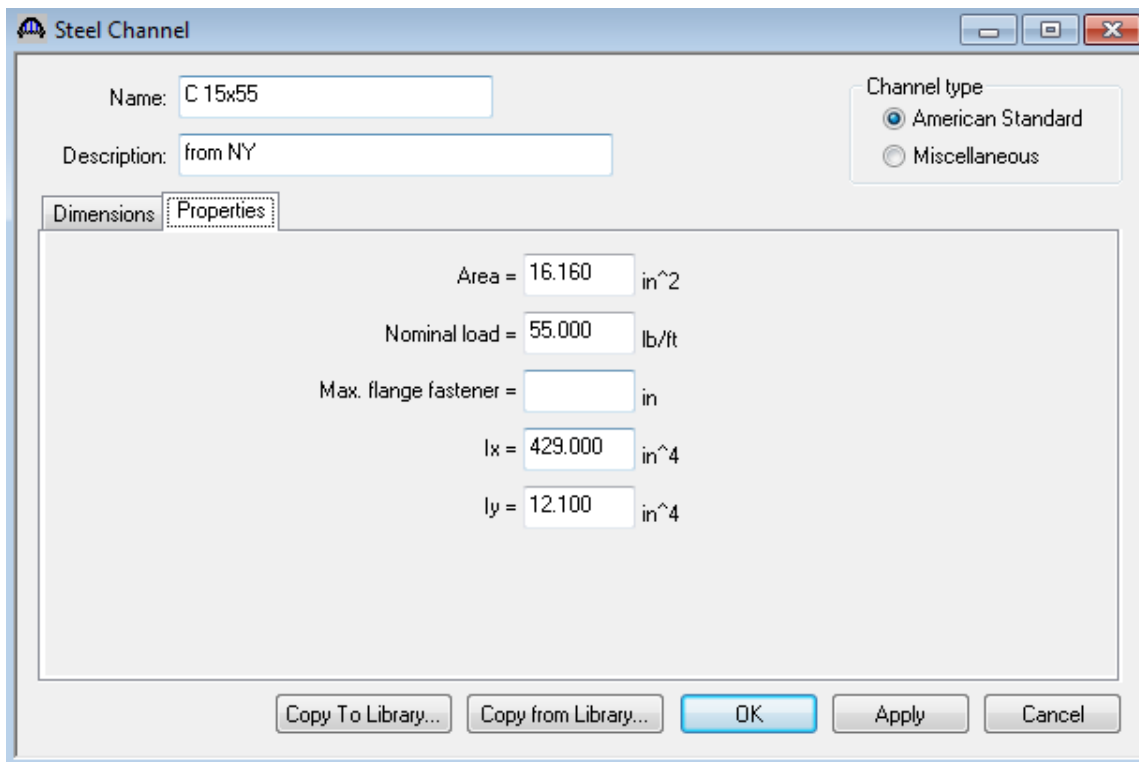 Steel Channel
Name: C 15x55
Channel type
American Standard
Description: from NY
Miscellaneous
Dimensions Properties
Area = 16.160 in^2
Nominal load = 55.000 lb/ft
Max. flange fastener = in
Ix = 429.000 in^4
Iy = 12.100 in^4
Copy To Library... Copy from Library... OK Apply Cancel